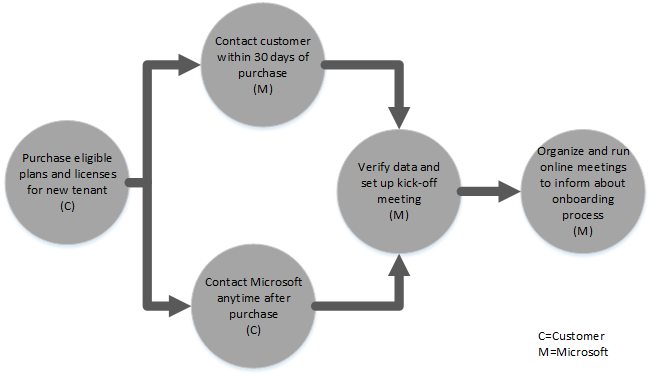 Purchase eligible
plans and licenses
for new tenant
(C)
Contact customer
within 30 days of
purchase
(M)
Contact Microsoft
anytime after
purchase
(C)
Verify data and
set up kick-off
meeting
(M)
Organize and run
online meetings
to inform about
onboarding
process
(M)
C=Customer
M=Microsoft